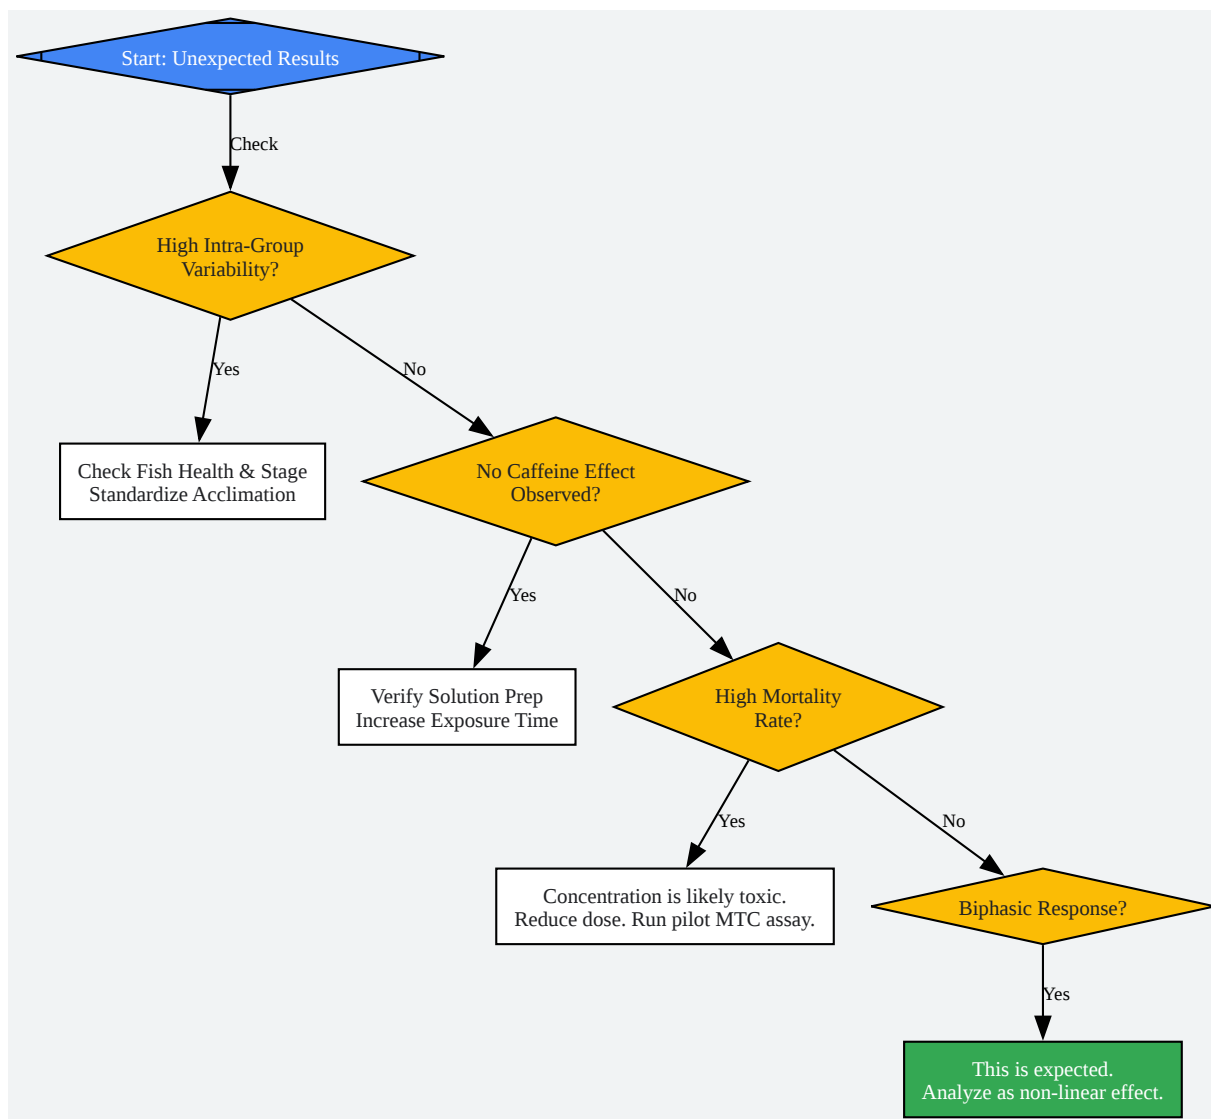 Start: Unexpected Results
Check
High Intra-Group
Variability?
Yes
No
Check Fish Health & Stage
Standardize Acclimation
No Caffeine Effect
Observed?
Yes
No
Verify Solution Prep
Increase Exposure Time
High Mortality
Rate?
Yes
No
Concentration is likely toxic.
Reduce dose. Run pilot MTC assay.
Biphasic Response?
Yes
This is expected.
Analyze as non-linear effect.